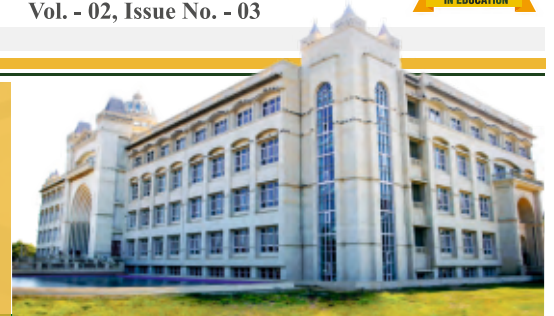 Vol. - 02, Issue No. - 03
IN EDUCATION